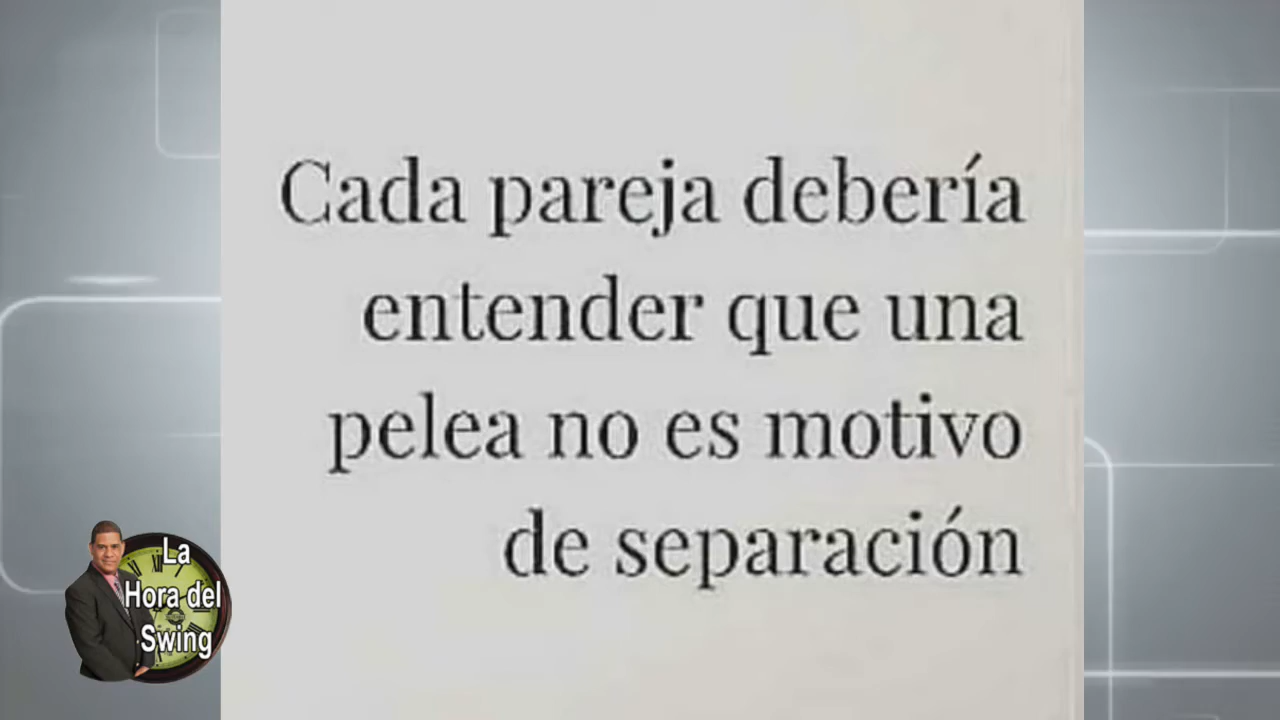 Cada pareja debería
entender que una
pelea no es motivo
de separación
La
Hora del
Swing